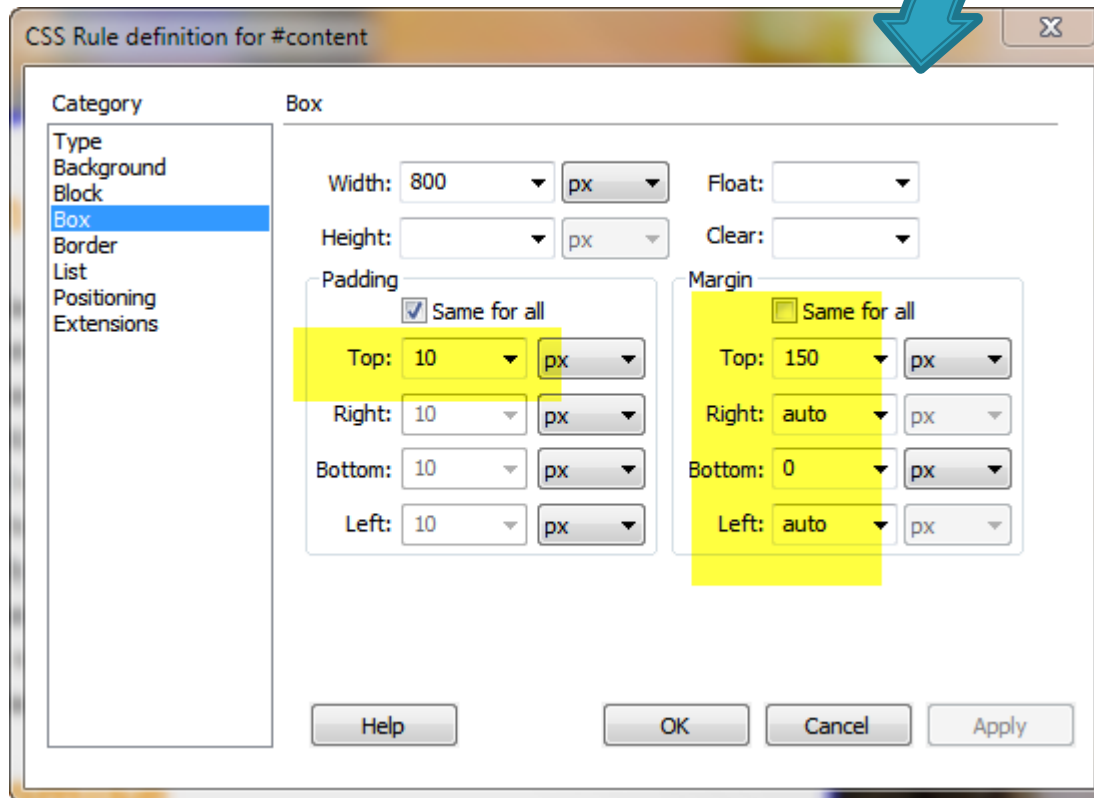 CSS Rule definition for #content
Category
Type
Background
Block
Box
Border
List
Positioning
Extensions
Box
Width: 800 px Float:
Height: px Clear:
Padding Margin
Same for all Same for all
Top: 10 px Top: 150 px
Right: 10 px Right: auto px
Bottom: 10 px Bottom: 0 px
Left: 10 px Left: auto px
Help OK Cancel Apply